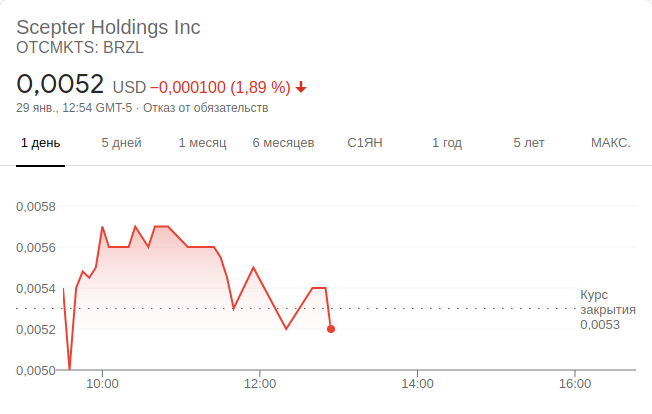 Scepter Holdings Inc
OTCMKTS: BRZL
0,0052 USD −0,000100 (1,89 %)
29 янв., 12:54 GMT-5 · Отказ от обязательств
1 день 5 дней 1 месяц 6 месяцев С1ЯН 1 год 5 лет МАКС.
0,0058
0,0056
0,0054
Курс
закрытия
0,0053
0,0052
0,0050
10:00 12:00 14:00 16:00